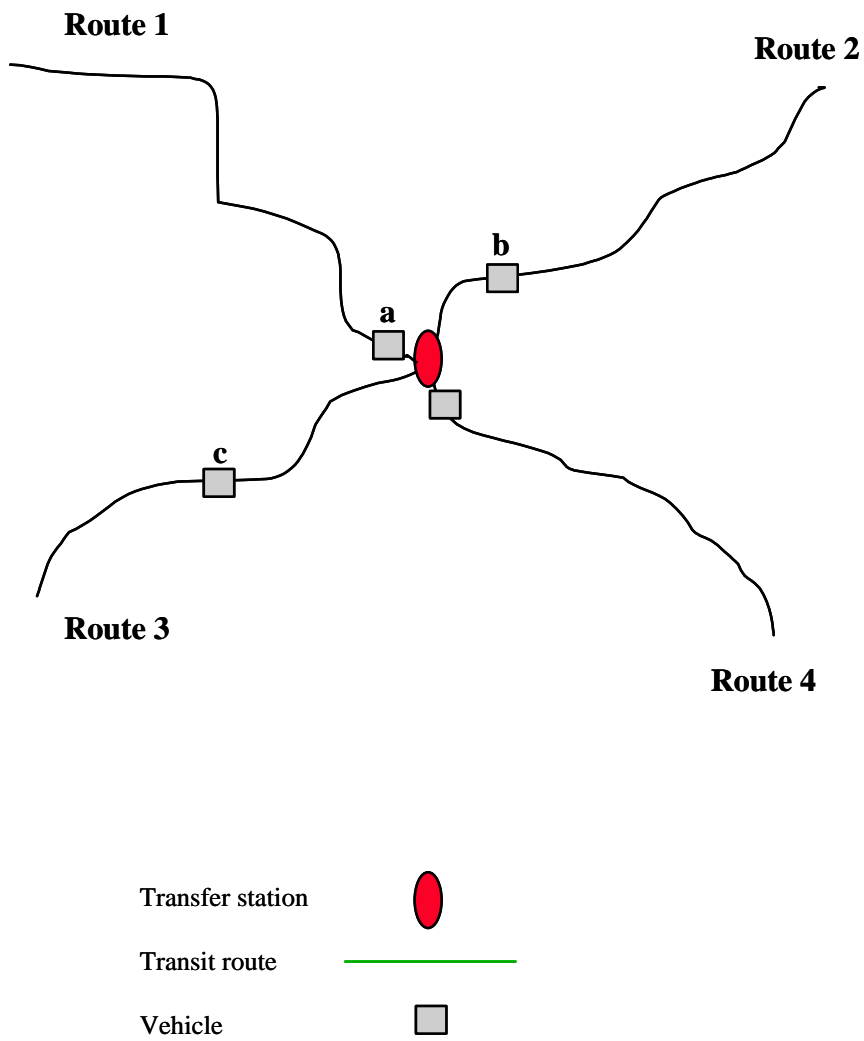 Route 1
Route 2
b
a
c
Route 3
Route 4
Transfer station
Transit route
Vehicle